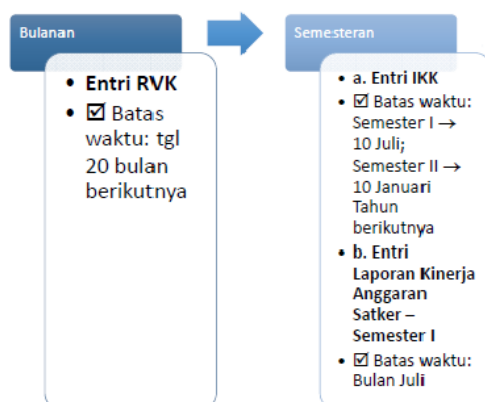 Bulanan
• Entri RVK
• ☑ Batas
waktu: tgl
20 bulan
berikutnya
Semesteran
• a. Entri IKK
• ☑ Batas waktu:
Semester I →
10 Juli;
Semester II →
10 Januari
Tahun
berikutnya
• b. Entri
Laporan Kinerja
Anggaran
Satker –
Semester I
• ☑ Batas waktu:
Bulan Juli